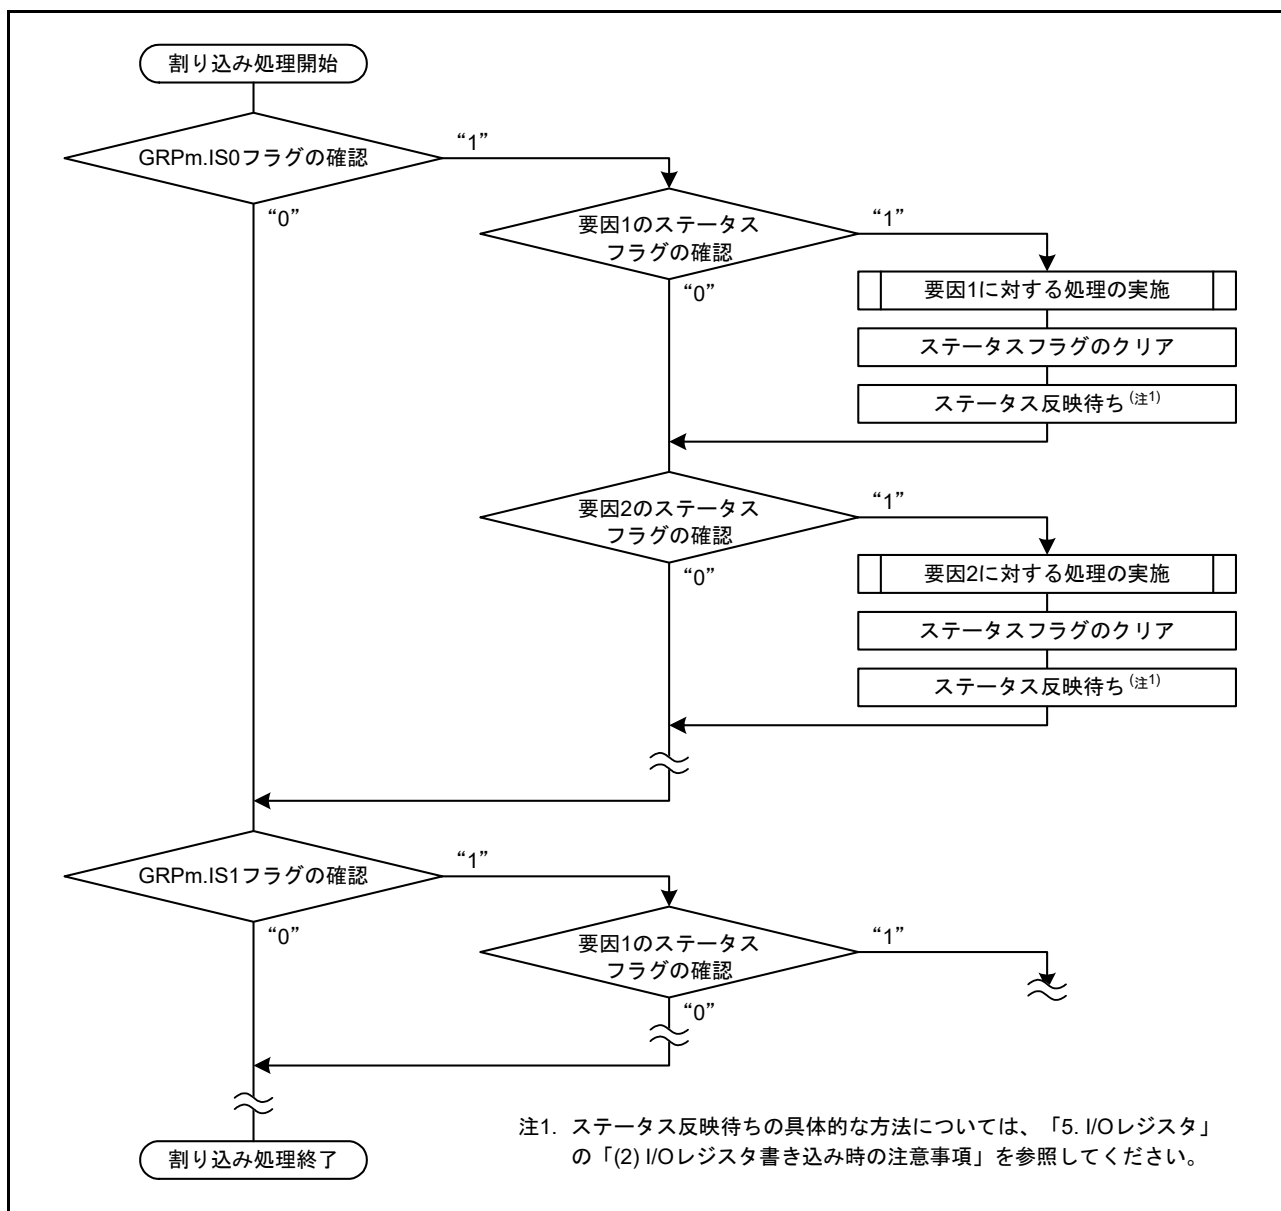 割り込み処理開始
GRPm.IS0フラグの確認
“1”
“0”
要因1のステータス
フラグの確認
“1”
“0”
要因1に対する処理の実施
ステータスフラグのクリア
ステータス反映待ち(注1)
要因2のステータス
フラグの確認
“1”
“0”
要因2に対する処理の実施
ステータスフラグのクリア
ステータス反映待ち(注1)
GRPm.IS1フラグの確認
“1”
“0”
要因1のステータス
フラグの確認
“1”
“0”
割り込み処理終了
注1. ステータス反映待ちの具体的な方法については、「5. I/Oレジスタ」
の「(2) I/Oレジスタ書き込み時の注意事項」を参照してください。